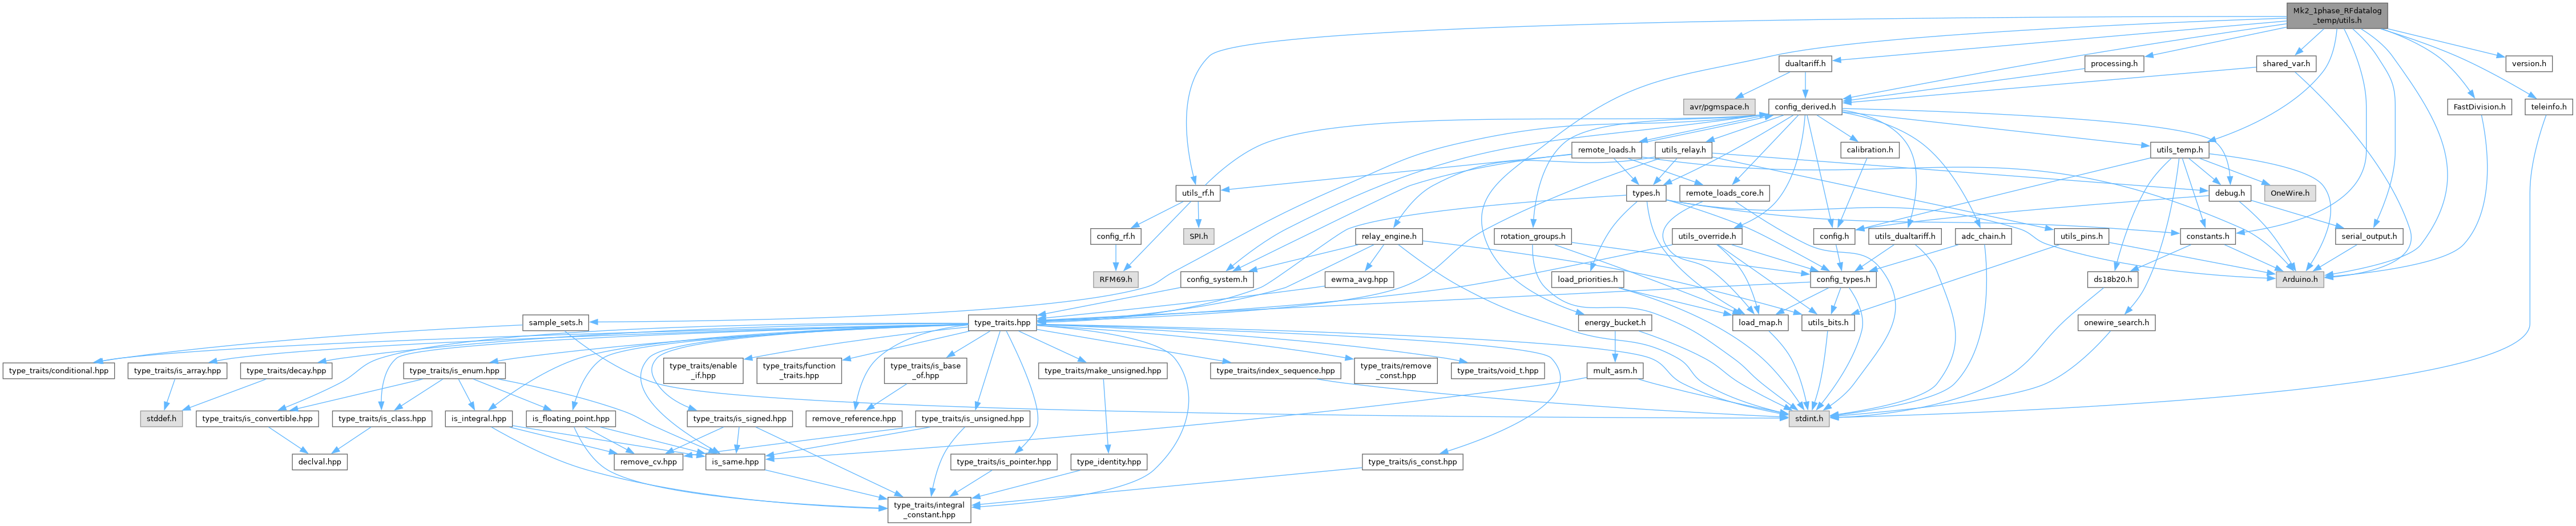 Mk2_1phase_RFdatalog
_temp/utils.h
dualtariff.h
processing.h
shared_var.h
version.h
avr/pgmspace.h
config_derived.h
FastDivision.h
teleinfo.h
remote_loads.h
utils_relay.h
calibration.h
utils_temp.h
utils_rf.h
types.h
remote_loads_core.h
debug.h
OneWire.h
config_rf.h
SPI.h
relay_engine.h
rotation_groups.h
utils_override.h
config.h
utils_dualtariff.h
adc_chain.h
utils_pins.h
constants.h
serial_output.h
RFM69.h
config_system.h
ewma_avg.hpp
load_priorities.h
config_types.h
ds18b20.h
Arduino.h
sample_sets.h
type_traits.hpp
energy_bucket.h
load_map.h
utils_bits.h
onewire_search.h
type_traits/conditional.hpp
type_traits/is_array.hpp
type_traits/decay.hpp
type_traits/is_enum.hpp
type_traits/enable
_if.hpp
type_traits/function
_traits.hpp
type_traits/is_base
_of.hpp
type_traits/make_unsigned.hpp
type_traits/index_sequence.hpp
type_traits/remove
_const.hpp
type_traits/void_t.hpp
mult_asm.h
stddef.h
type_traits/is_convertible.hpp
type_traits/is_class.hpp
is_integral.hpp
is_floating_point.hpp
type_traits/is_signed.hpp
remove_reference.hpp
type_traits/is_unsigned.hpp
stdint.h
declval.hpp
remove_cv.hpp
is_same.hpp
type_traits/is_pointer.hpp
type_identity.hpp
type_traits/is_const.hpp
type_traits/integral
_constant.hpp